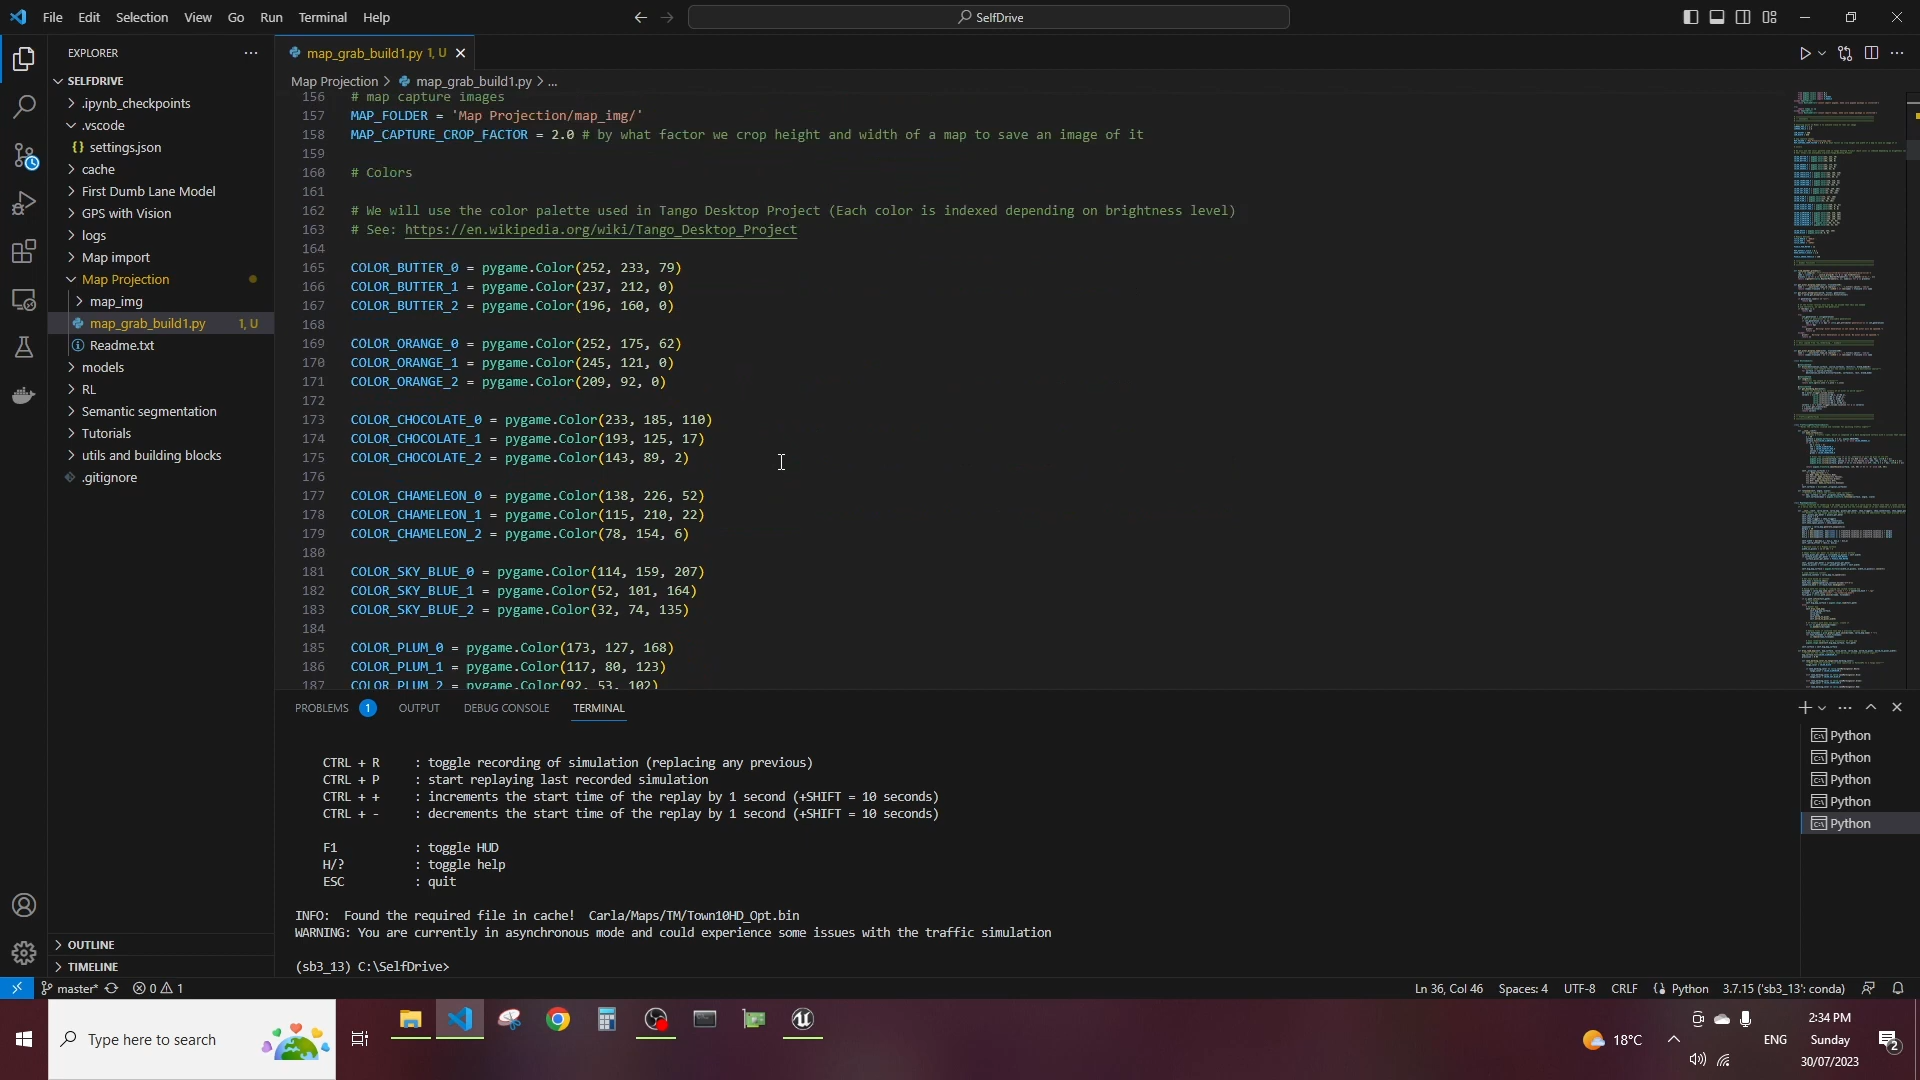 File Edit Selection View Go Run Terminal Help
SelfDrive
EXPLORER
SELFDRIVE
.ipynb_checkpoints
.vscode
{} settings.json
cache
First Dumb Lane Model
GPS with Vision
logs
Map import
Map Projection
map_img
map_grab_build1.py 1, U
Readme.txt
models
RL
Semantic segmentation
Tutorials
utils and building blocks
.gitignore
OUTLINE
TIMELINE
map_grab_build1.py 1, U
Map Projection > map_grab_build1.py > ...
156 # map capture images
157 MAP_FOLDER = 'Map Projection/map_img/'
158 MAP_CAPTURE_CROP_FACTOR = 2.0 # by what factor we crop height and width of a map to save an image of it
159
160 # Colors
161
162 # We will use the color palette used in Tango Desktop Project (Each color is indexed depending on brightness level)
163 # See: https://en.wikipedia.org/wiki/Tango_Desktop_Project
164
165 COLOR_BUTTER_0 = pygame.Color(252, 233, 79)
166 COLOR_BUTTER_1 = pygame.Color(237, 212, 0)
167 COLOR_BUTTER_2 = pygame.Color(196, 160, 0)
168
169 COLOR_ORANGE_0 = pygame.Color(252, 175, 62)
170 COLOR_ORANGE_1 = pygame.Color(245, 121, 0)
171 COLOR_ORANGE_2 = pygame.Color(209, 92, 0)
172
173 COLOR_CHOCOLATE_0 = pygame.Color(233, 185, 110)
174 COLOR_CHOCOLATE_1 = pygame.Color(193, 125, 17)
175 COLOR_CHOCOLATE_2 = pygame.Color(143, 89, 2)
176
177 COLOR_CHAMELEON_0 = pygame.Color(138, 226, 52)
178 COLOR_CHAMELEON_1 = pygame.Color(115, 210, 22)
179 COLOR_CHAMELEON_2 = pygame.Color(78, 154, 6)
180
181 COLOR_SKY_BLUE_0 = pygame.Color(114, 159, 207)
182 COLOR_SKY_BLUE_1 = pygame.Color(52, 101, 164)
183 COLOR_SKY_BLUE_2 = pygame.Color(32, 74, 135)
184
185 COLOR_PLUM_0 = pygame.Color(173, 127, 168)
186 COLOR_PLUM_1 = pygame.Color(117, 80, 123)
187 COLOR_PLUM_2 = pygame.Color(92, 53, 102)
PROBLEMS 1 OUTPUT DEBUG CONSOLE TERMINAL
CTRL + R : toggle recording of simulation (replacing any previous)
CTRL + P : start replaying last recorded simulation
CTRL + + : increments the start time of the replay by 1 second (+SHIFT = 10 seconds)
CTRL + - : decrements the start time of the replay by 1 second (+SHIFT = 10 seconds)
F1 : toggle HUD
H/? : toggle help
ESC : quit
INFO: Found the required file in cache! Carla/Maps/TM/Town10HD_Opt.bin
WARNING: You are currently in asynchronous mode and could experience some issues with the traffic simulation
(sb3_13) C:\SelfDrive>
Python
Python
Python
Python
Python
master* 0 1
Ln 36, Col 46 Spaces: 4 UTF-8 CRLF Python 3.7.15 ('sb3_13': conda)
Type here to search
18°C
ENG
2:34 PM
Sunday
30/07/2023
2